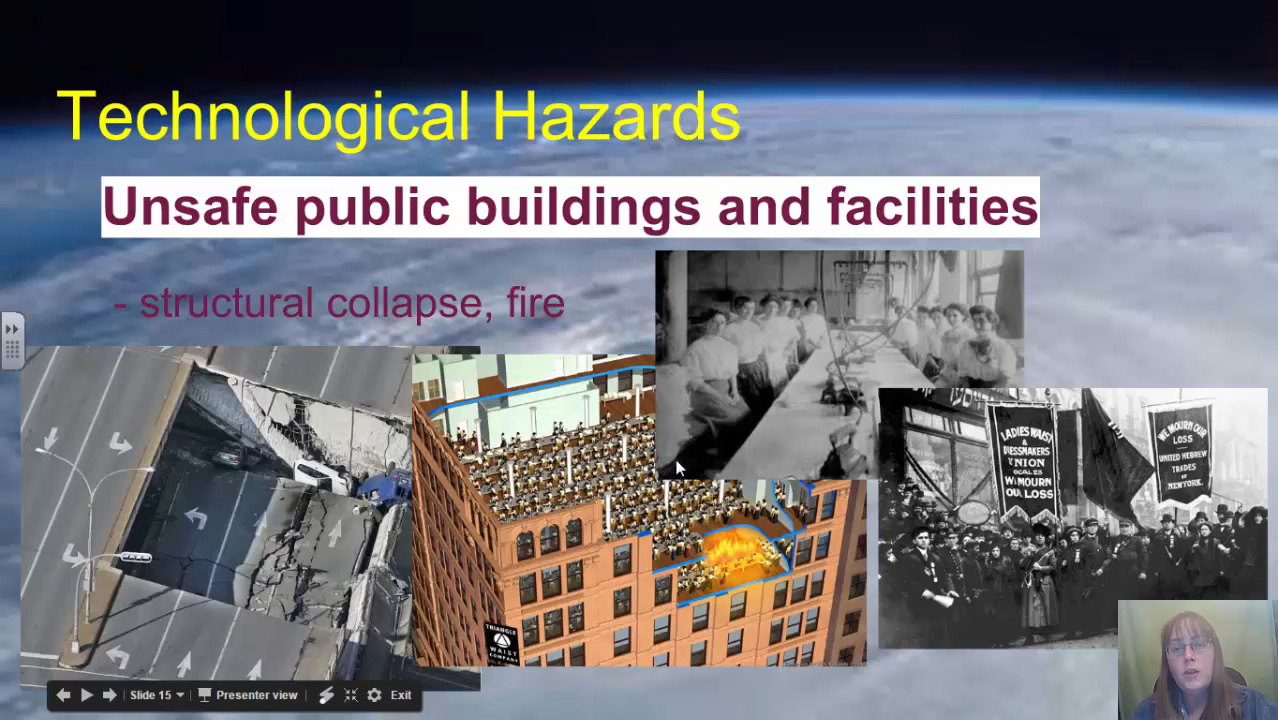 Technological Hazards
Unsafe public buildings and facilities
- structural collapse, fire
LADIES WAIST
&
DRESSMAKERS
UNION
LOCAL 25
WE MOURN
OUR LOSS
WE MOURN OUR
LOSS
UNITED HEBREW
TRADES
OF
NEW YORK.
TRIANGLE
WAIST
COMPANY
Slide 15
Presenter view
Exit